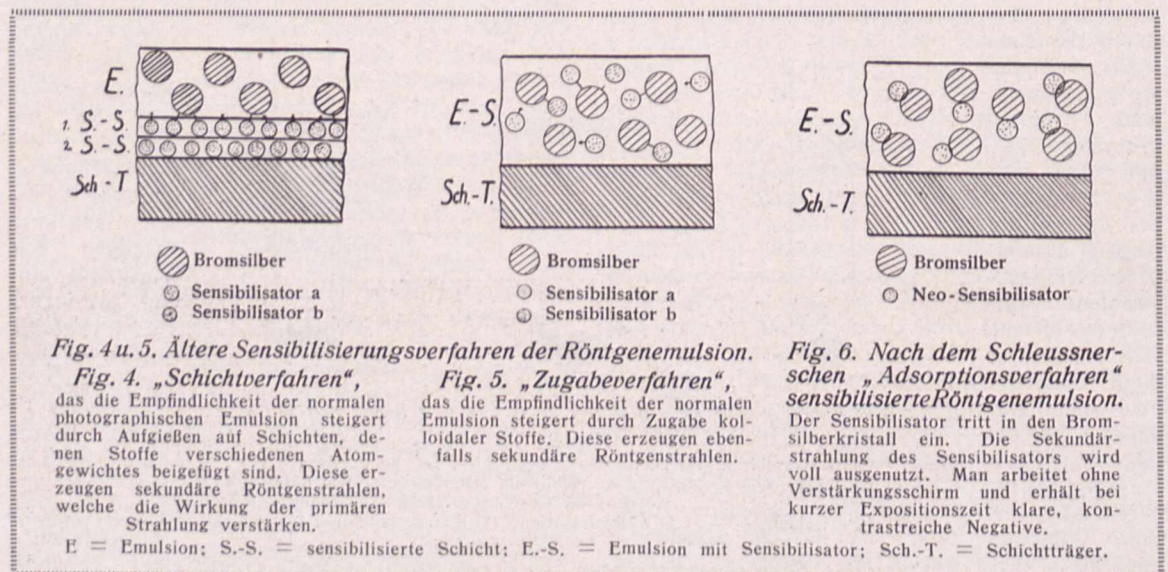 E.
1. S.-S.
2. S.-S.
Sch-T
Bromsilber
Sensibilisator a
Sensibilisator b
E.-S.
Sch.-T.
Bromsilber
Sensibilisator a
Sensibilisator b
E.-S.
Sch.-T.
Bromsilber
Neo-Sensibilisator
Fig. 4 u. 5. Ältere Sensibilisierungsverfahren der Röntgenemulsion.
Fig. 4. „Schichtverfahren“,
das die Empfindlichkeit der normalen
photographischen Emulsion steigert
durch Aufgießen auf Schichten, de-
nen Stoffe verschiedenen Atom-
gewichtes beigefügt sind. Diese er-
zeugen sekundäre Röntgenstrahlen,
welche die Wirkung der primären
Strahlung verstärken.
Fig. 5. „Zugabeverfahren“,
das die Empfindlichkeit der normalen
Emulsion steigert durch Zugabe kol-
loidaler Stoffe. Diese erzeugen eben-
falls sekundäre Röntgenstrahlen.
Fig. 6. Nach dem Schleussner-
schen „Adsorptionsverfahren“
sensibilisierte Röntgenemulsion.
Der Sensibilisator tritt in den Brom-
silberkristall ein. Die Sekundär-
strahlung des Sensibilisators wird
voll ausgenutzt. Man arbeitet ohne
Verstärkungsschirm und erhält bei
kurzer Expositionszeit klare, kon-
trastreiche Negative.
E = Emulsion; S.-S. = sensibilisierte Schicht; E.-S. = Emulsion mit Sensibilisator; Sch.-T. = Schichtträger.